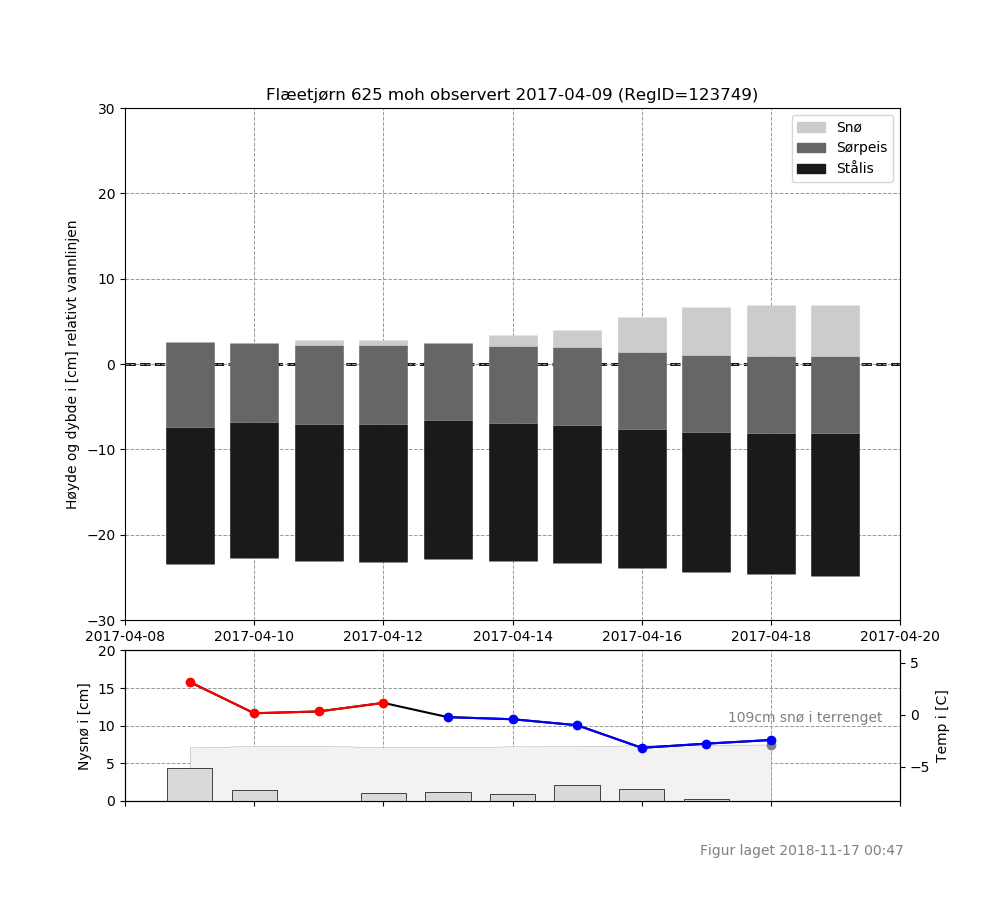 Flæetjørn 625 moh observert 2017-04-09 (RegID=123749)
Snø
Sørpeis
Stålis
Høyde og dybde i [cm] relativt vannlinjen
30
20
10
0
−10
−20
−30
2017-04-08 2017-04-10 2017-04-12 2017-04-14 2017-04-16 2017-04-18 2017-04-20
Nysnø i [cm]
20
15
10
5
0
109cm snø i terrenget
5
0
−5
Temp i [C]
Figur laget 2018-11-17 00:47